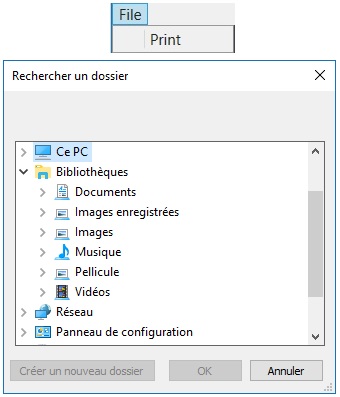 File
Print
Rechercher un dossier
Ce PC
Bibliothèques
Documents
Images enregistrées
Images
Musique
Pellicule
Vidéos
Réseau
Panneau de configuration
Créer un nouveau dossier
OK
Annuler